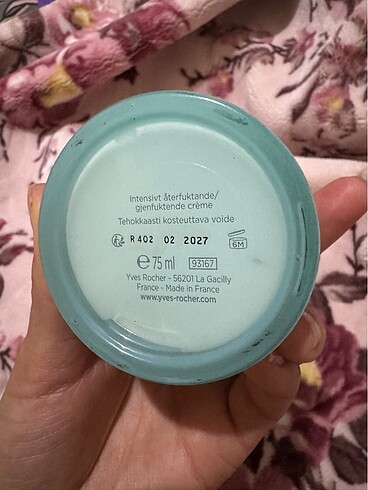 Intensivt återfuktande/
gjenfuktende crème
Tehokkaasti kosteuttava voide
R402 02 2027
6M
℮ 75 ml 93167
Yves Rocher - 56201 La Gacilly
France - Made in France
www.yves-rocher.com